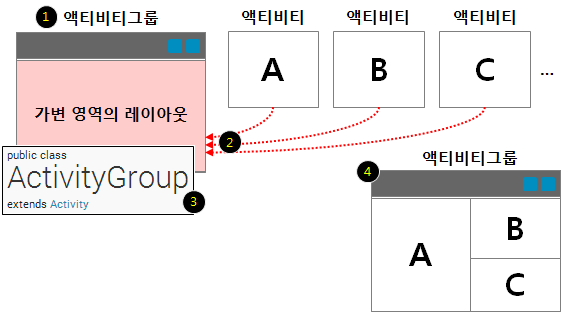 1 액티비티그룹
액티비티 액티비티 액티비티
A B C ...
가변 영역의 레이아웃
2
public class
ActivityGroup
extends Activity
3
액티비티그룹
4
A
B
C